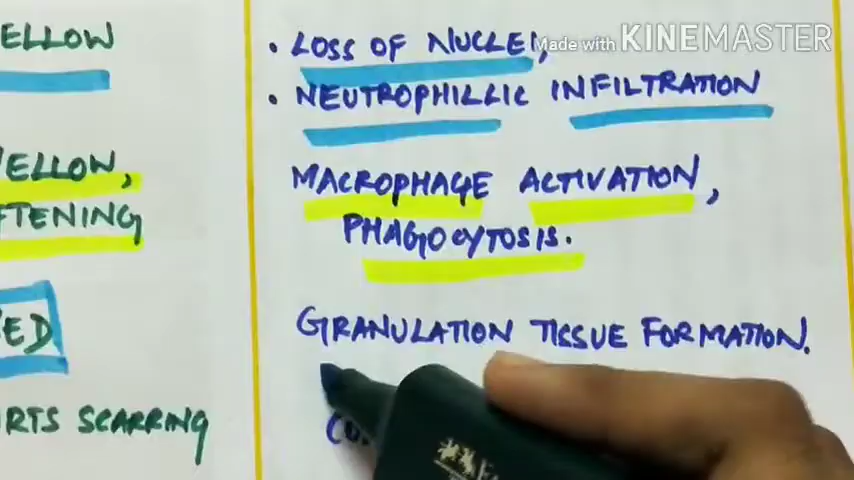 ELLOW
ELLOW,
FTENING
ED
RTS SCARRING
• LOSS OF NUCLEI,
• NEUTROPHILLIC INFILTRATION
MACROPHAGE ACTIVATION,
PHAGOCYTOSIS.
GRANULATION TISSUE FORMATION.
Made with KINEMASTER